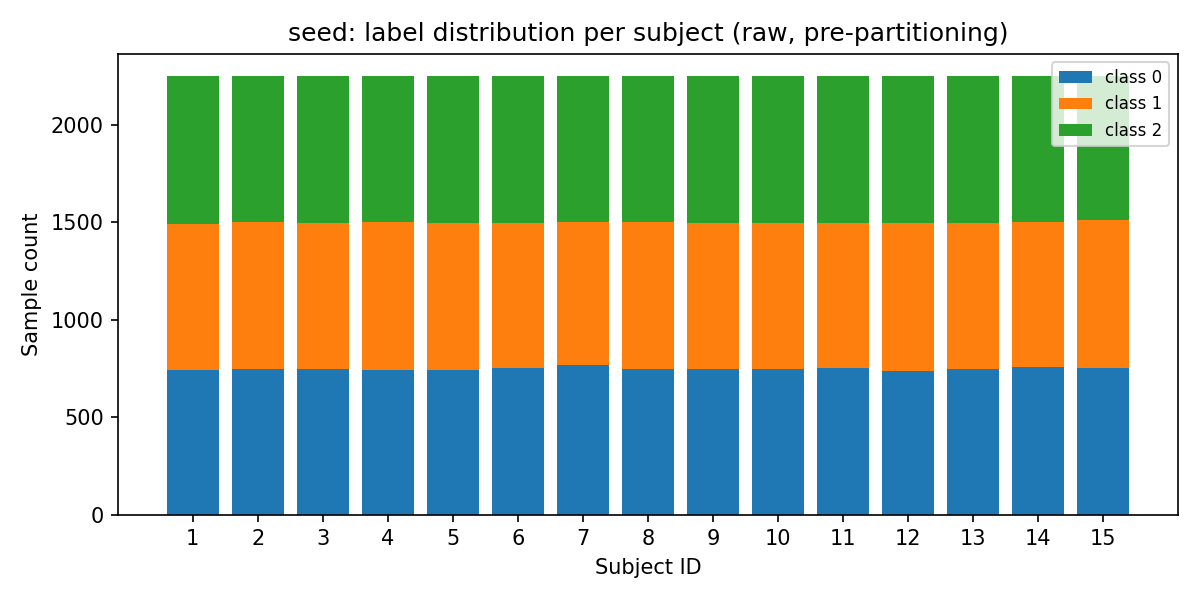 seed: label distribution per subject (raw, pre-partitioning)
class 0
class 1
class 2
Sample count
2000
1500
1000
500
0
1 2 3 4 5 6 7 8 9 10 11 12 13 14 15
Subject ID